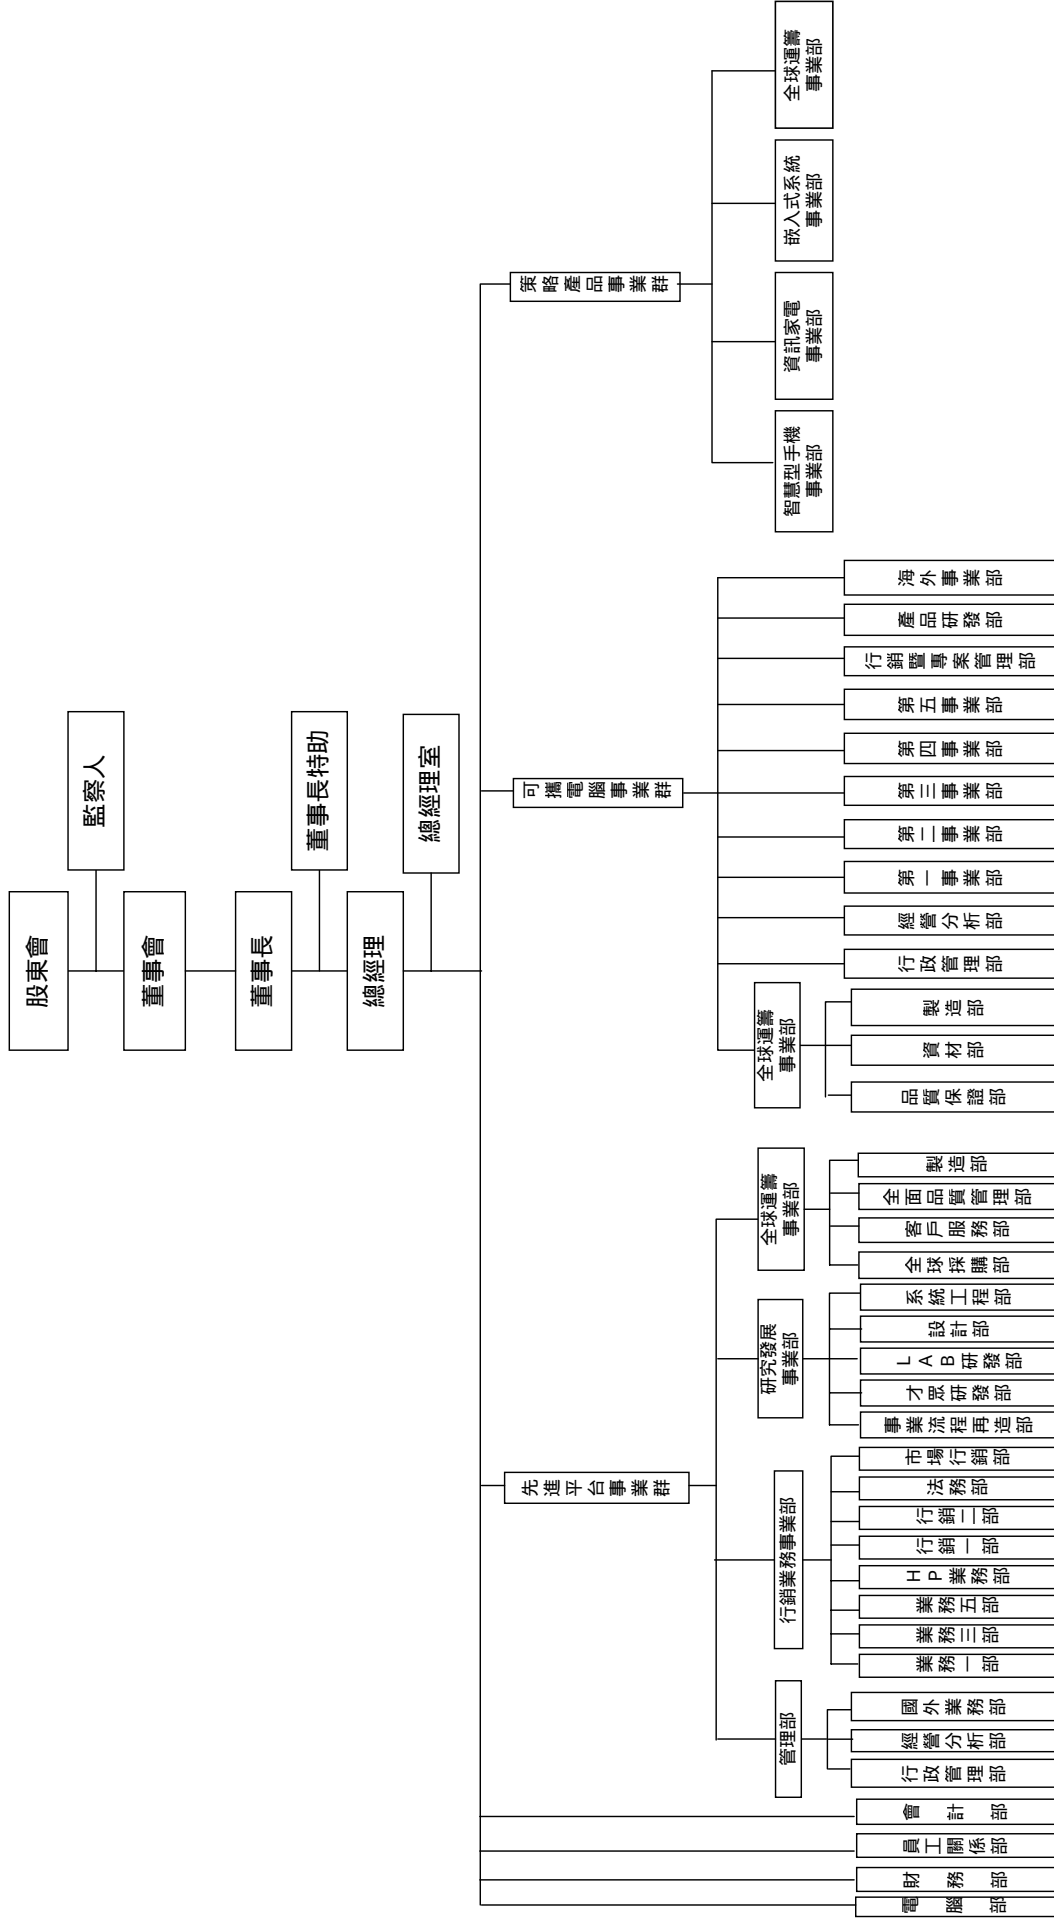 股東會
監察人
董事會
董事長
董事長特助
總經理
總經理室
電腦部
財務部
員工關係部
會計部
先進平台事業群
可攜電腦事業群
策略產品事業群
管理部
行銷業務事業部
研究發展
事業部
全球運籌
事業部
全球運籌
事業部
智慧型手機
事業部
資訊家電
事業部
嵌入式系統
事業部
全球運籌
事業部
行政管理部
經營分析部
國外業務部
業務一部
業務三部
業務五部
HP業務部
行銷一部
行銷二部
法務部
市場行銷部
事業流程再造部
才眾研發部
LAB研發部
設計部
系統工程部
全球採購部
客戶服務部
全面品質管理部
製造部
品質保證部
資材部
製造部
行政管理部
經營分析部
第一事業部
第二事業部
第三事業部
第四事業部
第五事業部
行銷暨專案管理部
產品研發部
海外事業部